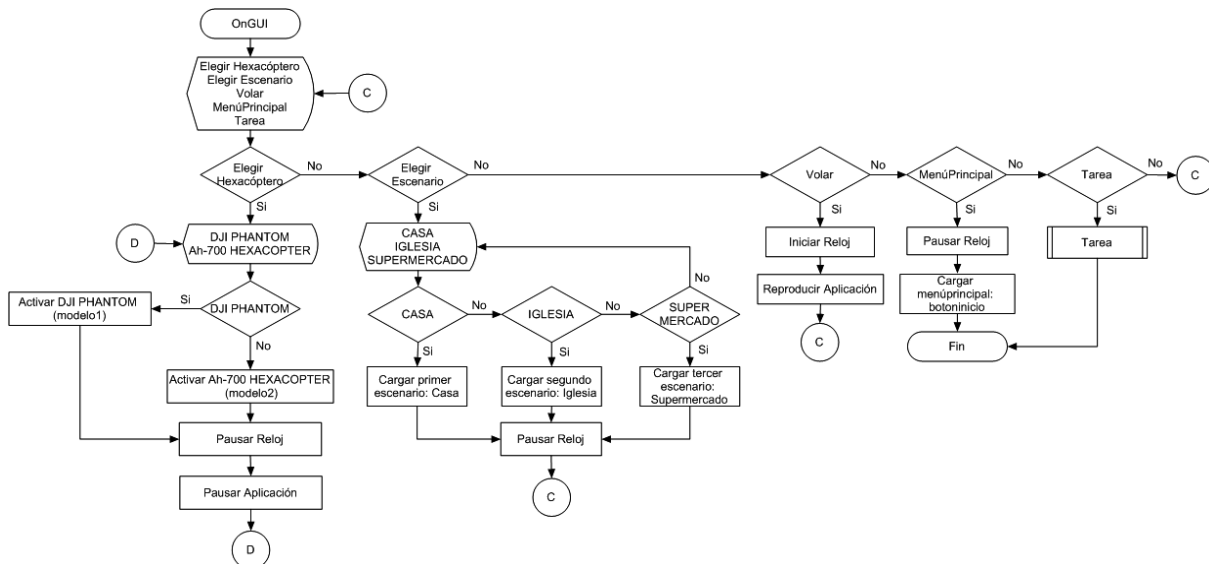 OnGUI
Elegir Hexacóptero
Elegir Escenario
Volar
MenúPrincipal
Tarea
C
Elegir
Hexacóptero
No
Si
Elegir
Escenario
No
Si
Volar
No
Si
MenúPrincipal
No
Si
Tarea
No
Si
C
D
DJI PHANTOM
Ah-700 HEXACOPTER
DJI PHANTOM
Si
No
Activar DJI PHANTOM
(modelo1)
Activar Ah-700 HEXACOPTER
(modelo2)
Pausar Reloj
Pausar Aplicación
D
CASA
IGLESIA
SUPERMERCADO
CASA
No
Si
IGLESIA
No
Si
SUPER
MERCADO
No
Si
Cargar primer
escenario: Casa
Cargar segundo
escenario: Iglesia
Cargar tercer
escenario:
Supermercado
Pausar Reloj
C
Iniciar Reloj
Reproducir Aplicación
C
Pausar Reloj
Cargar
menúprincipal:
botoninicio
Fin
Tarea